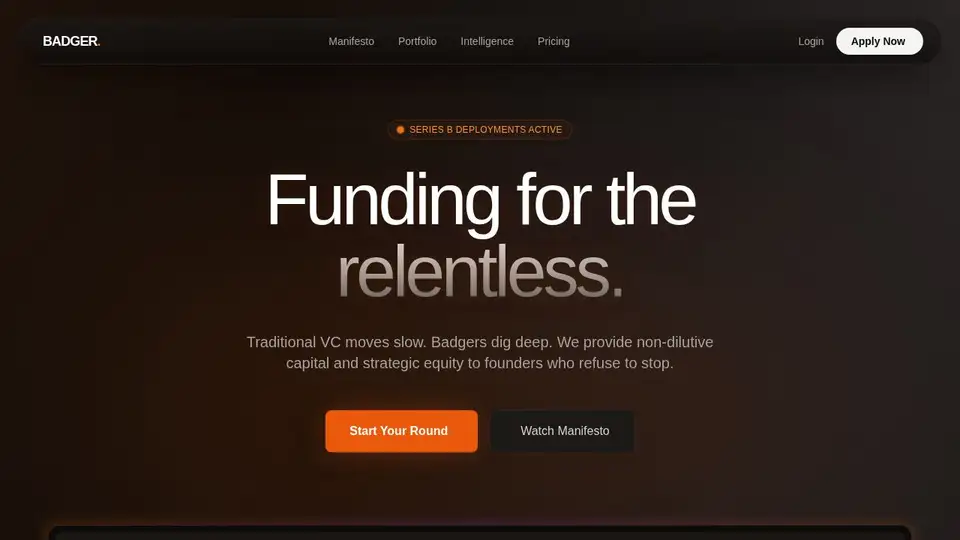 BADGER.
Manifesto
Portfolio
Intelligence
Pricing
Login
Apply Now
SERIES B DEPLOYMENTS ACTIVE
Funding for the
relentless.
Traditional VC moves slow. Badgers dig deep. We provide non-dilutive
capital and strategic equity to founders who refuse to stop.
Start Your Round
Watch Manifesto